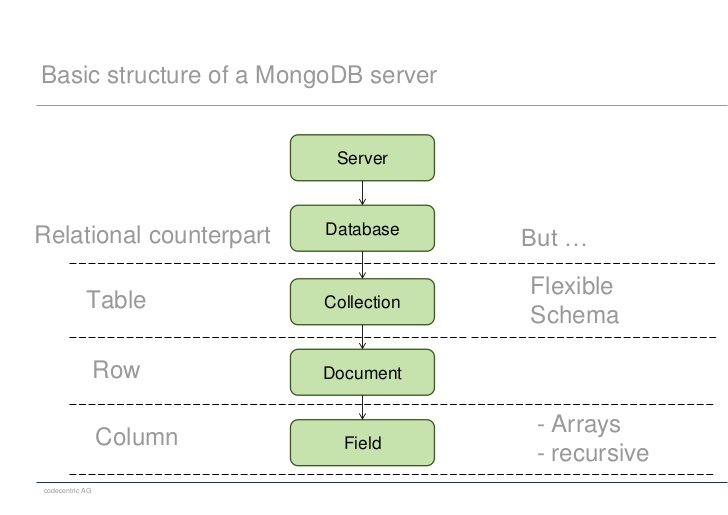 Basic structure of a MongoDB server
Server
Database
Relational counterpart
But …
Table
Collection
Flexible
Schema
Row
Document
Column
Field
- Arrays
- recursive
codecentric AG